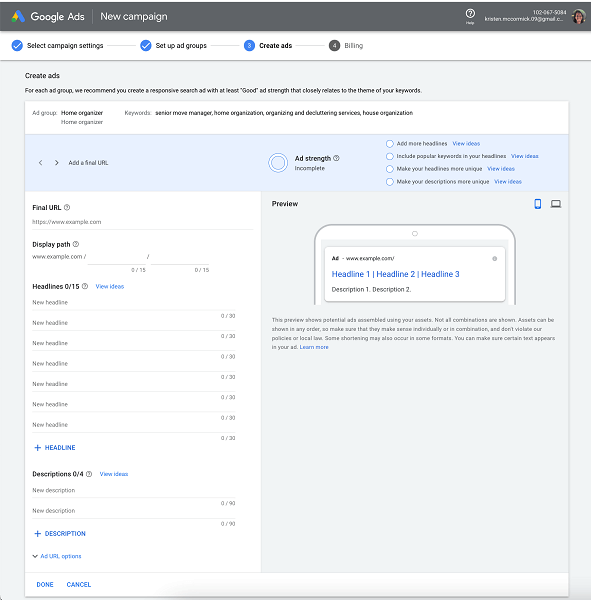 Google Ads | New campaign
Help
102-067-5084
kristen.mccormick.09@gmail.c...
Select campaign settings
Set up ad groups
3 Create ads
4 Billing
Create ads
For each ad group, we recommend you create a responsive search ad with at least "Good" ad strength that closely relates to the theme of your keywords.
Ad group: Home organizer
Home organizer
Keywords: senior move manager, home organization, organizing and decluttering services, house organization
Add a final URL
Ad strength
Incomplete
Add more headlines View ideas
Include popular keywords in your headlines View ideas
Make your headlines more unique View ideas
Make your descriptions more unique View ideas
Final URL
https://www.example.com
Display path
www.example.com / /
0 / 15 0 / 15
Headlines 0/15 View ideas
New headline
0 / 30
New headline
0 / 30
New headline
0 / 30
New headline
0 / 30
New headline
0 / 30
New headline
0 / 30
New headline
0 / 30
+ HEADLINE
Descriptions 0/4 View ideas
New description
0 / 90
New description
0 / 90
+ DESCRIPTION
Ad URL options
DONE CANCEL
Preview
Ad · www.example.com/
Headline 1 | Headline 2 | Headline 3
Description 1. Description 2.
This preview shows potential ads assembled using your assets. Not all combinations are shown. Assets can be
shown in any order, so make sure that they make sense individually or in combination, and don't violate our
policies or local law. Some shortening may also occur in some formats. You can make sure certain text appears
in your ad. Learn more